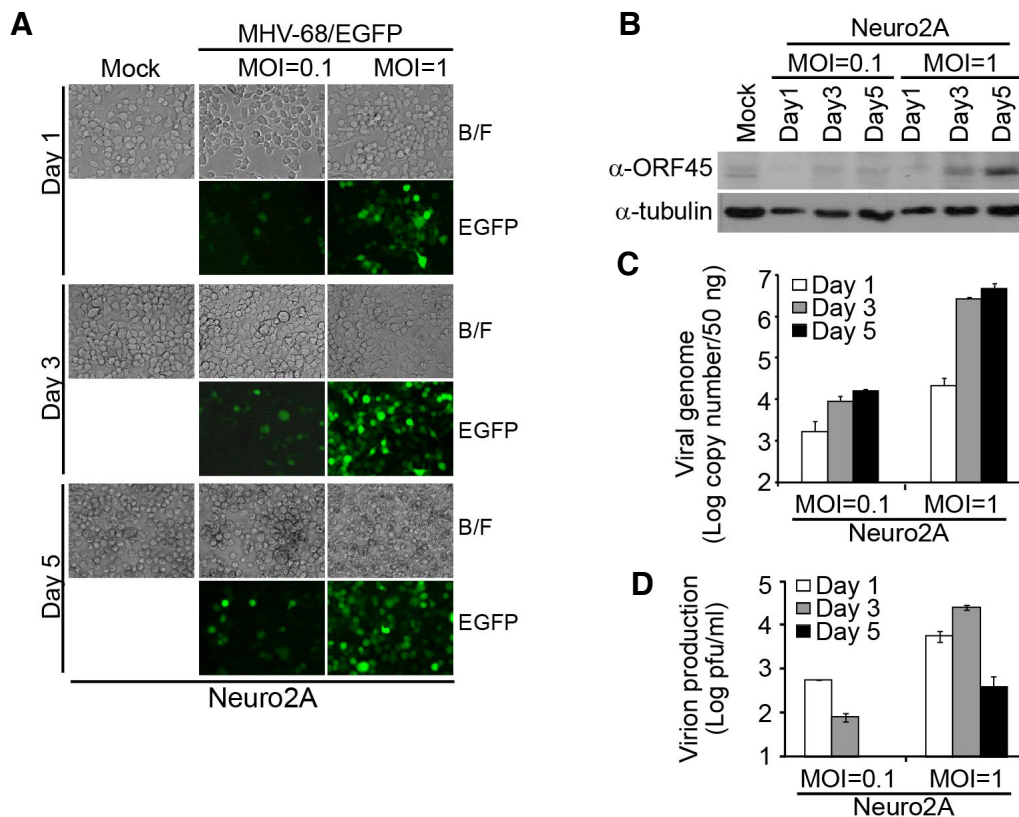 A
MHV-68/EGFP
Mock
MOI=0.1
MOI=1
Day 1
B/F
EGFP
Day 3
B/F
EGFP
Day 5
B/F
EGFP
Neuro2A
B
Neuro2A
MOI=0.1
MOI=1
Mock
Day1
Day3
Day5
Day1
Day3
Day5
α-ORF45
α-tubulin
C
Viral genome
(Log copy number/50 ng)
7
6
5
4
3
2
Day 1
Day 3
Day 5
MOI=0.1
MOI=1
Neuro2A
D
Virion production
(Log pfu/ml)
5
4
3
2
1
Day 1
Day 3
Day 5
MOI=0.1
MOI=1
Neuro2A